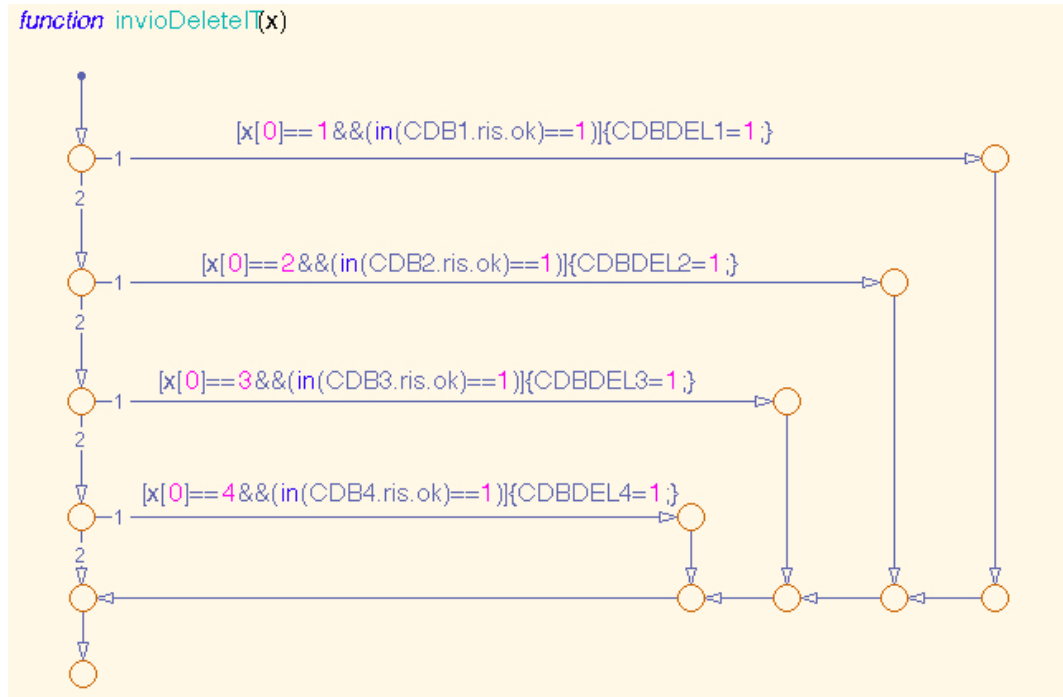 function invioDeleteIT(x)
[x[0]==1&&(in(CDB1.ris.ok)==1)]{CDBDEL1=1;}
1
2
[x[0]==2&&(in(CDB2.ris.ok)==1)]{CDBDEL2=1;}
1
2
[x[0]==3&&(in(CDB3.ris.ok)==1)]{CDBDEL3=1;}
1
2
[x[0]==4&&(in(CDB4.ris.ok)==1)]{CDBDEL4=1;}
1
2